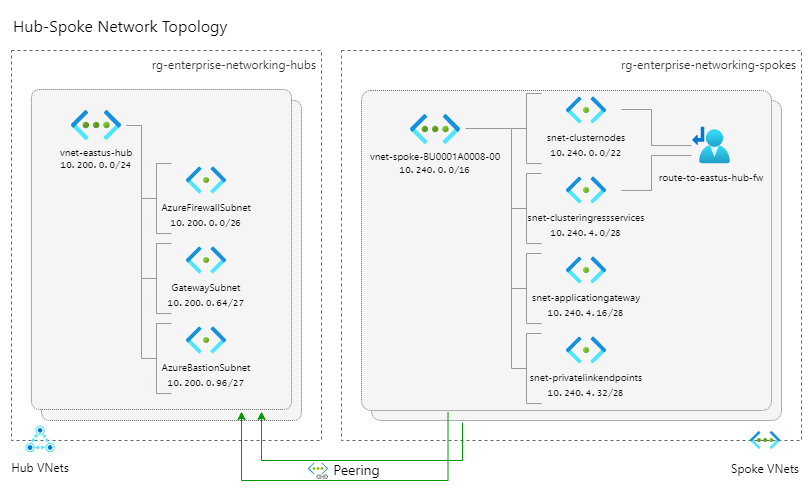 Hub-Spoke Network Topology
rg-enterprise-networking-hubs
vnet-eastus-hub
10.200.0.0/24
AzureFirewallSubnet
10.200.0.0/26
GatewaySubnet
10.200.0.64/27
AzureBastionSubnet
10.200.0.96/27
Hub VNets
rg-enterprise-networking-spokes
vnet-spoke-BU0001A0008-00
10.240.0.0/16
snet-clusternodes
10.240.0.0/22
snet-clusteringressservices
10.240.4.0/28
snet-applicationgateway
10.240.4.16/28
snet-privatelinkendpoints
10.240.4.32/28
route-to-eastus-hub-fw
Peering
Spoke VNets